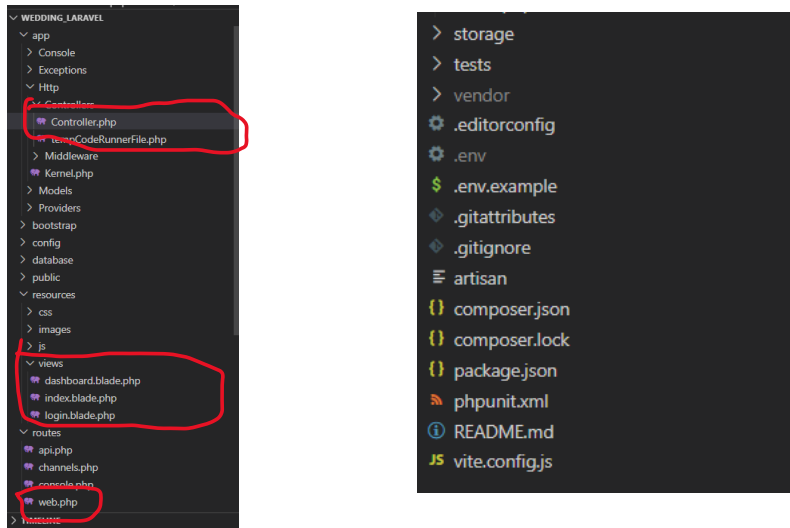 WEDDING_LARAVEL
app
Console
Exceptions
Http
Controllers
Controller.php
tempCodeRunnerFile.php
Middleware
Kernel.php
Models
Providers
bootstrap
config
database
public
resources
css
images
js
views
dashboard.blade.php
index.blade.php
login.blade.php
routes
api.php
channels.php
console.php
web.php
TIMELINE
storage
tests
vendor
.editorconfig
.env
.env.example
.gitattributes
.gitignore
artisan
composer.json
composer.lock
package.json
phpunit.xml
README.md
vite.config.js